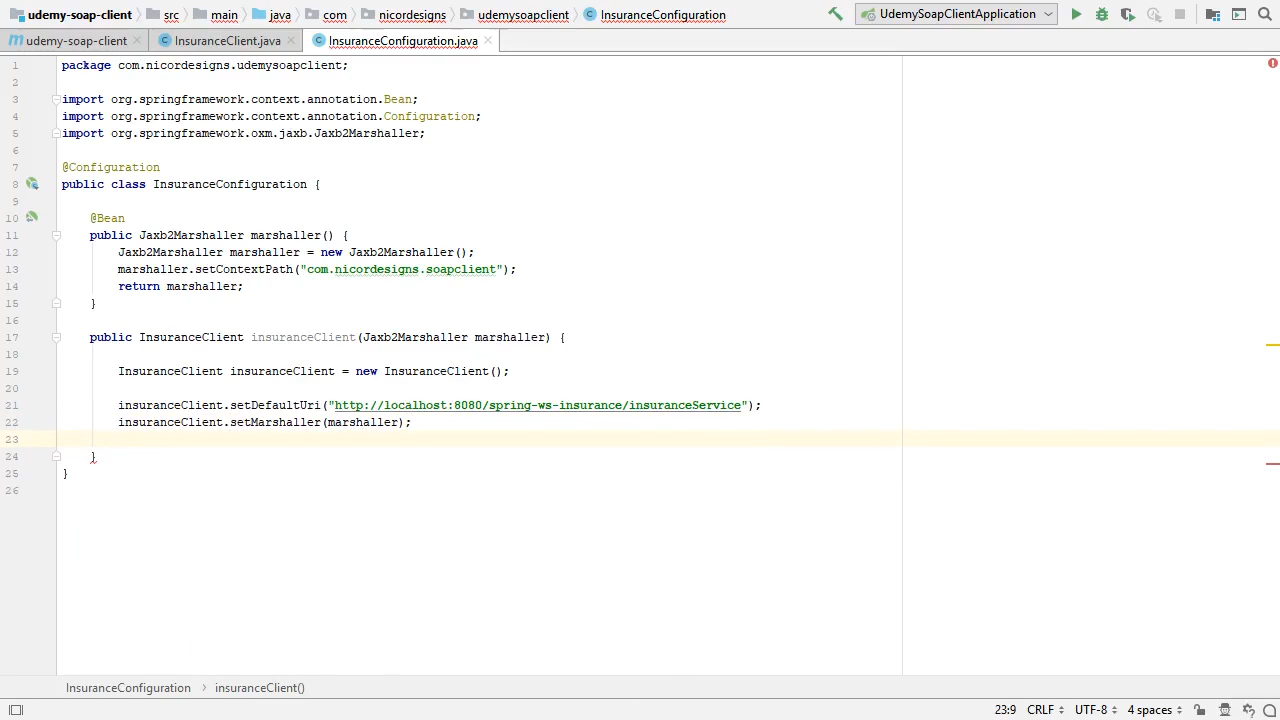 udemy-soap-client src main java com nicordesigns udemysoapclient InsuranceConfiguration UdemySoapClientApplication
udemy-soap-client InsuranceClient.java InsuranceConfiguration.java
1 package com.nicordesigns.udemysoapclient;
2
3 import org.springframework.context.annotation.Bean;
4 import org.springframework.context.annotation.Configuration;
5 import org.springframework.oxm.jaxb.Jaxb2Marshaller;
6
7 @Configuration
8 public class InsuranceConfiguration {
9
10 @Bean
11 public Jaxb2Marshaller marshaller() {
12 Jaxb2Marshaller marshaller = new Jaxb2Marshaller();
13 marshaller.setContextPath("com.nicordesigns.soapclient");
14 return marshaller;
15 }
16
17 public InsuranceClient insuranceClient(Jaxb2Marshaller marshaller) {
18
19 InsuranceClient insuranceClient = new InsuranceClient();
20
21 insuranceClient.setDefaultUri("http://localhost:8080/spring-ws-insurance/insuranceService");
22 insuranceClient.setMarshaller(marshaller);
23
24 }
25 }
26
InsuranceConfiguration insuranceClient()
23:9 CRLF UTF-8 4 spaces